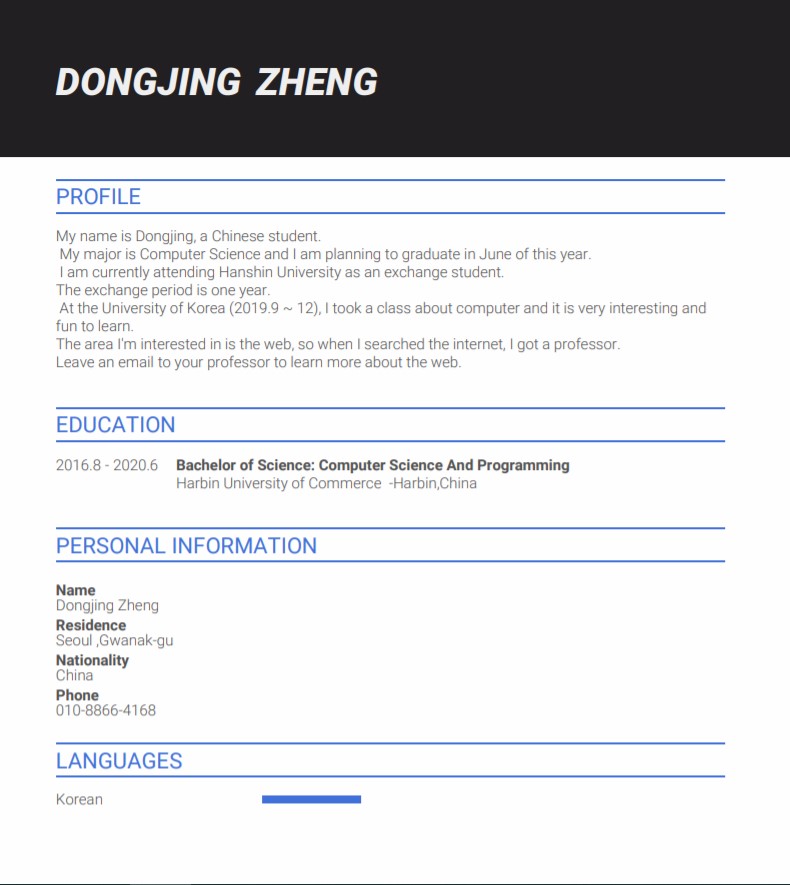 DONGJING ZHENG
PROFILE
My name is Dongjing, a Chinese student.
My major is Computer Science and I am planning to graduate in June of this year.
I am currently attending Hanshin University as an exchange student.
The exchange period is one year.
At the University of Korea (2019.9 ~ 12), I took a class about computer and it is very interesting and
fun to learn.
The area I'm interested in is the web, so when I searched the internet, I got a professor.
Leave an email to your professor to learn more about the web.
EDUCATION
2016.8 - 2020.6 Bachelor of Science: Computer Science And Programming
Harbin University of Commerce -Harbin,China
PERSONAL INFORMATION
Name
Dongjing Zheng
Residence
Seoul ,Gwanak-gu
Nationality
China
Phone
010-8866-4168
LANGUAGES
Korean